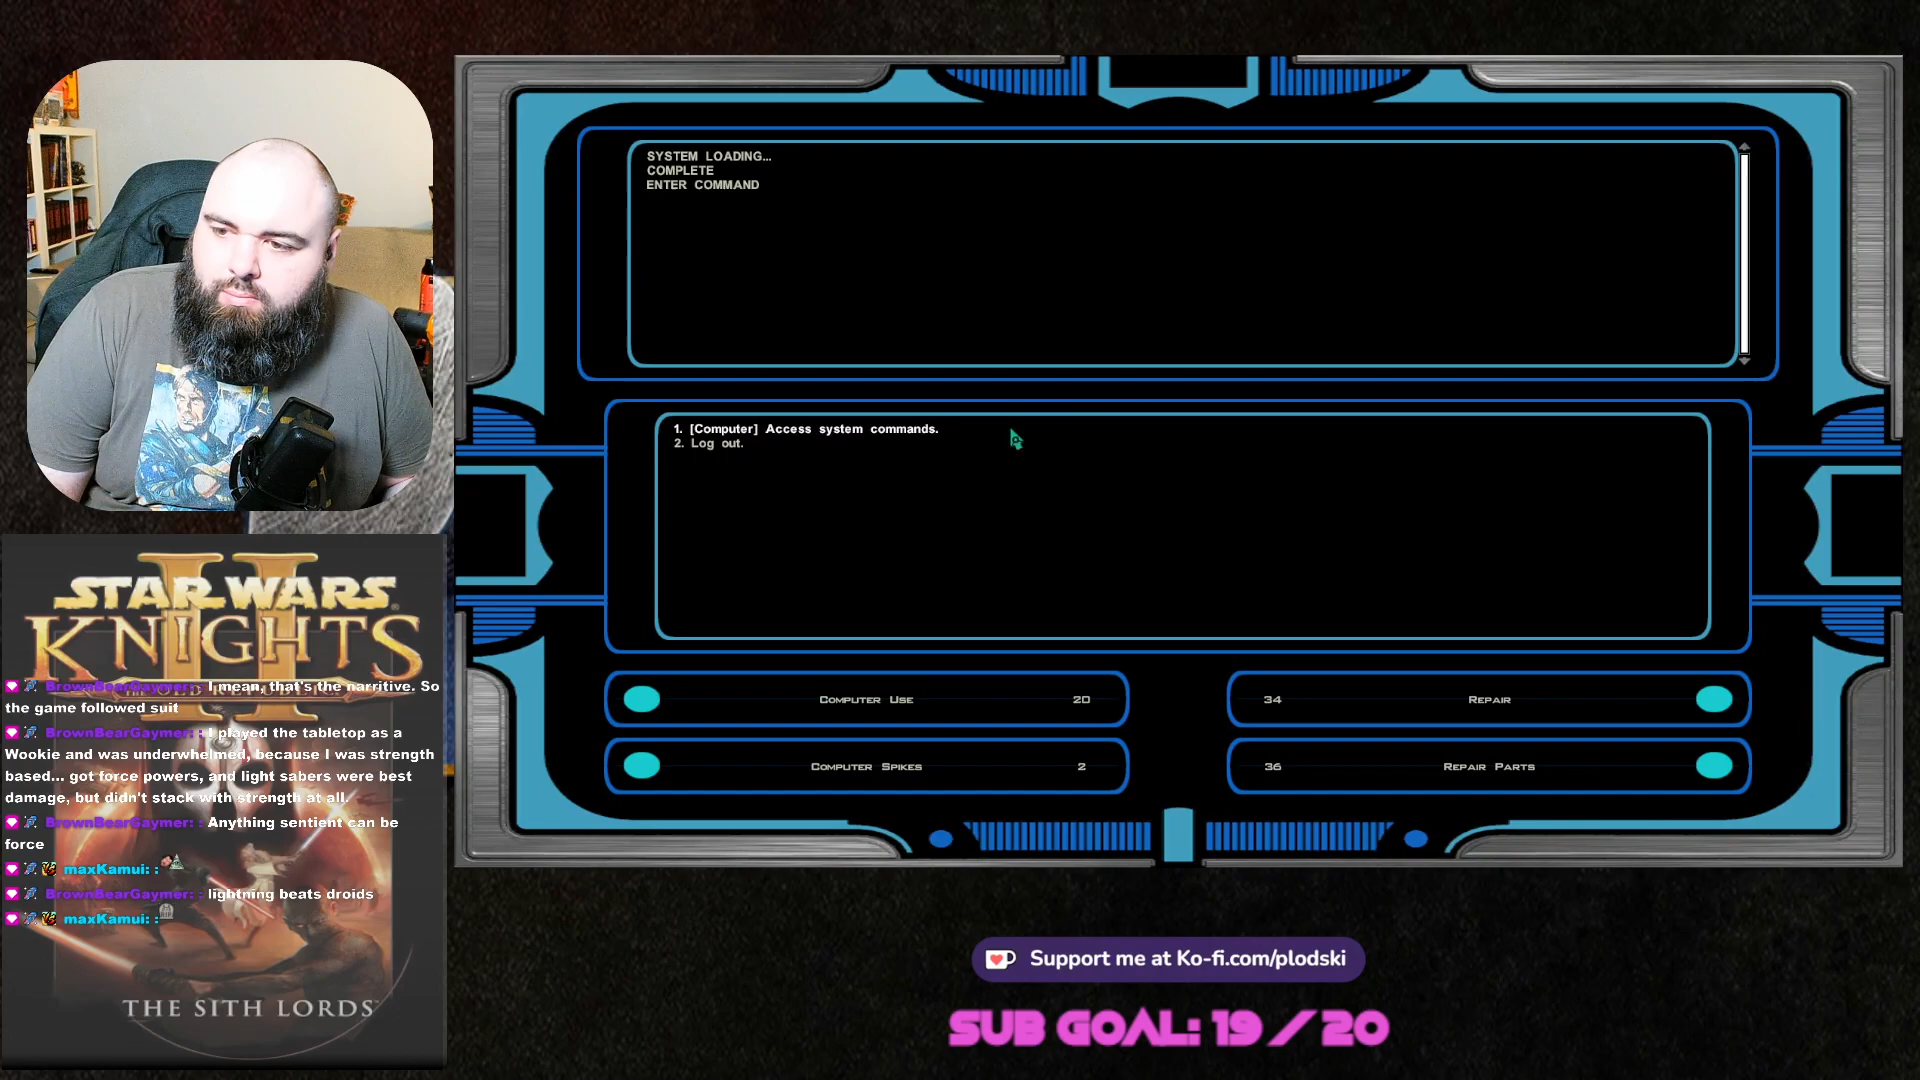 SYSTEM LOADING...
COMPLETE
ENTER COMMAND
1. [Computer] Access system commands.
2. Log out.
COMPUTER USE 20
34 REPAIR
COMPUTER SPIKES 2
36 REPAIR PARTS
STAR WARS
KNIGHTS
II
BrownBearGaymer: : I mean, that's the narritive. So
the game followed suit
BrownBearGaymer: : I played the tabletop as a
Wookie and was underwhelmed, because I was strength
based... got force powers, and light sabers were best
damage, but didn't stack with strength at all.
BrownBearGaymer: : Anything sentient can be
force
maxKamui: :
BrownBearGaymer: : lightning beats droids
maxKamui: :
THE SITH LORDS
Support me at Ko-fi.com/plodski
SUB GOAL: 19 / 20